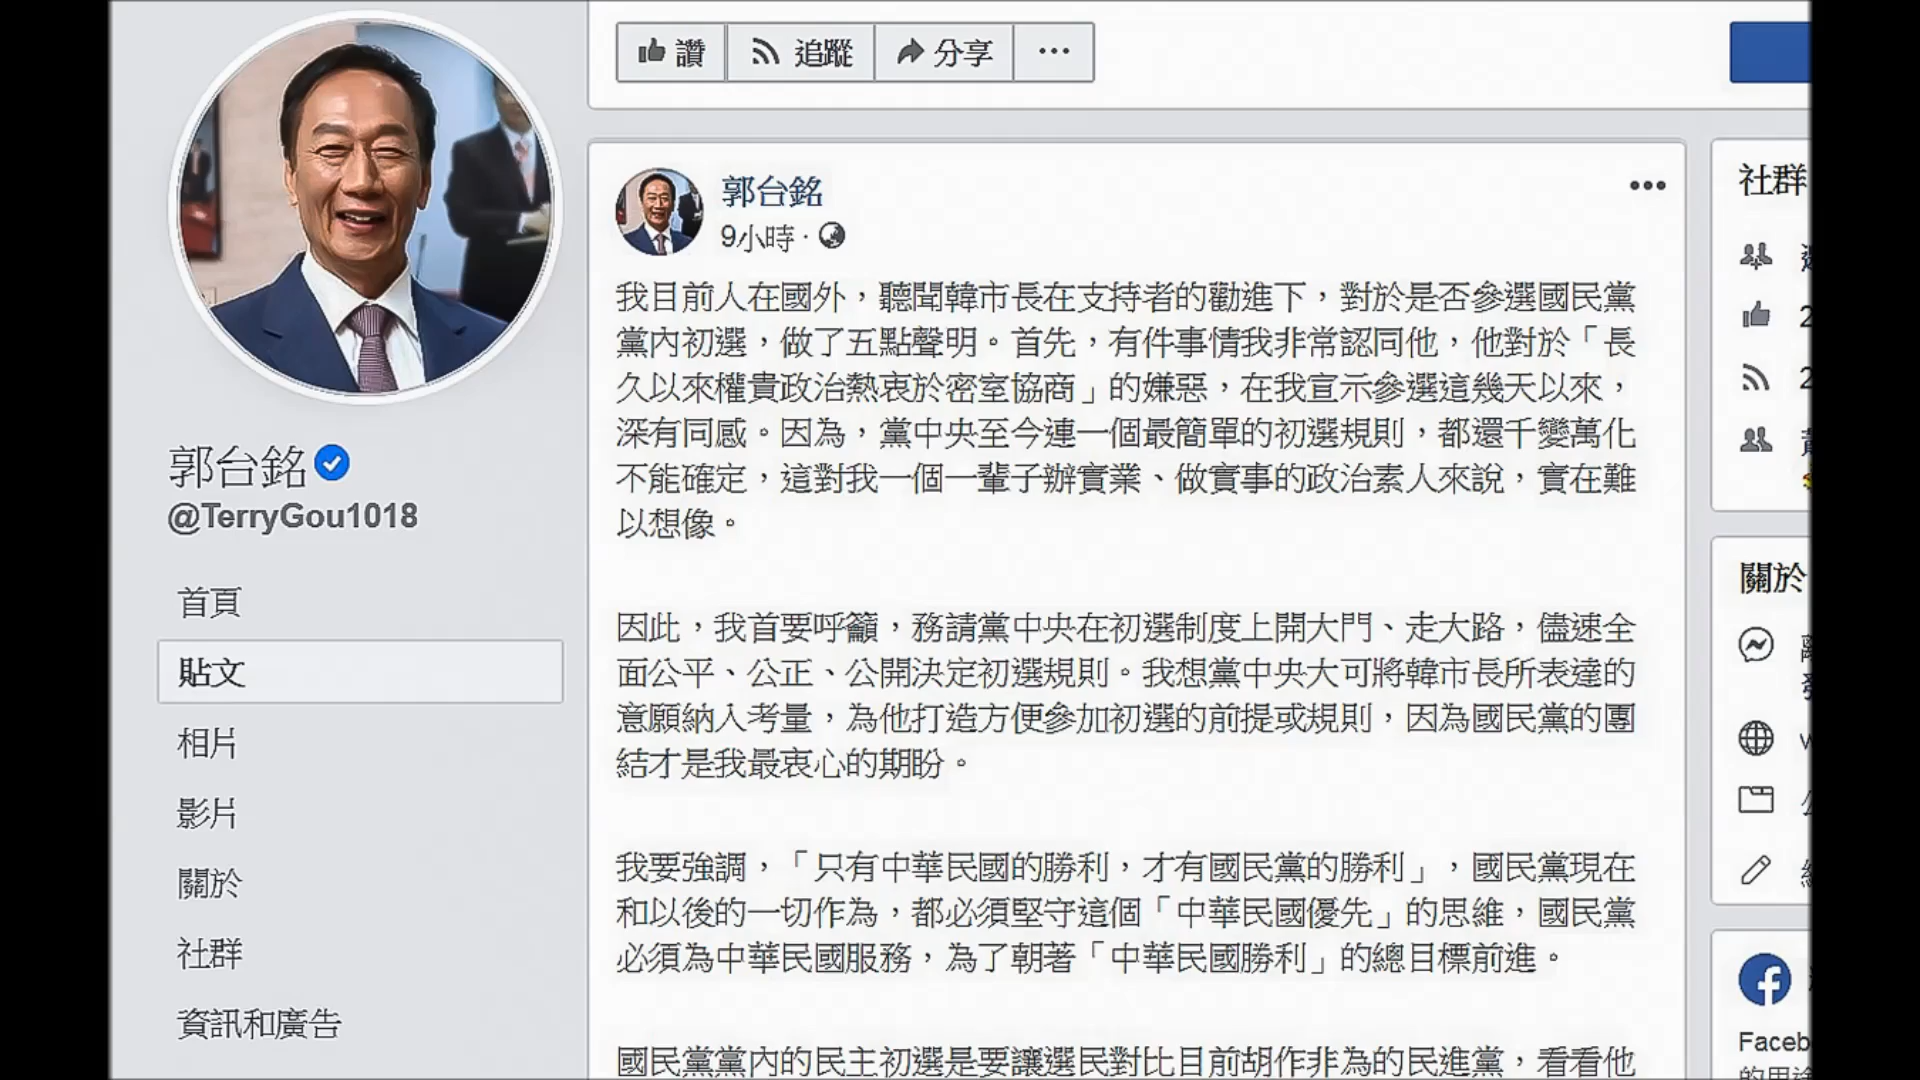 讚
追蹤
分享
郭台銘
@TerryGou1018
首頁
貼文
相片
影片
關於
社群
資訊和廣告
郭台銘
9小時 ·
我目前人在國外，聽聞韓市長在支持者的勸進下，對於是否參選國民黨
黨內初選，做了五點聲明。首先，有件事情我非常認同他，他對於「長
久以來權貴政治熱衷於密室協商」的嫌惡，在我宣示參選這幾天以來，
深有同感。因為，黨中央至今連一個最簡單的初選規則，都還千變萬化
不能確定，這對我一個一輩子辦實業、做實事的政治素人來說，實在難
以想像。
因此，我首要呼籲，務請黨中央在初選制度上開大門、走大路，儘速全
面公平、公正、公開決定初選規則。我想黨中央大可將韓市長所表達的
意願納入考量，為他打造方便參加初選的前提或規則，因為國民黨的團
結才是我最衷心的期盼。
我要強調，「只有中華民國的勝利，才有國民黨的勝利」，國民黨現在
和以後的一切作為，都必須堅守這個「中華民國優先」的思維，國民黨
必須為中華民國服務，為了朝著「中華民國勝利」的總目標前進。
國民黨黨內的民主初選是要讓選民對比目前胡作非為的民進黨，看看他
社群
2
2
關於
Faceb
的用途